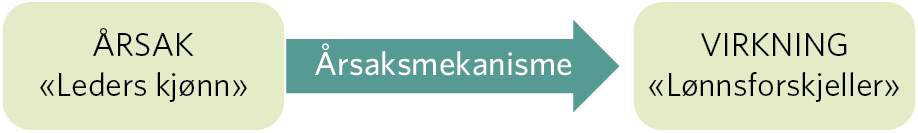 ÅRSAK
«Leders kjønn»
Årsaksmekanisme
VIRKNING
«Lønnsforskjeller»